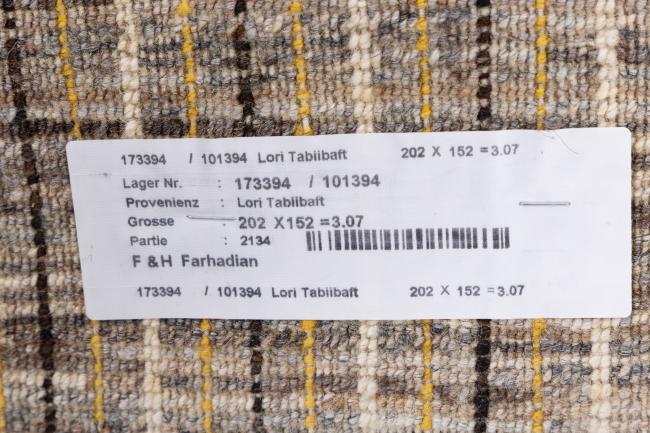 173394 / 101394 Lori Tabiibaft 202 X 152 = 3.07
Lager Nr. : 173394 / 101394
Provenienz : Lori Tabiibaft
Grosse : 202 X 152 = 3.07
Partie : 2134
F & H Farhadian
173394 / 101394 Lori Tabiibaft 202 X 152 = 3.07